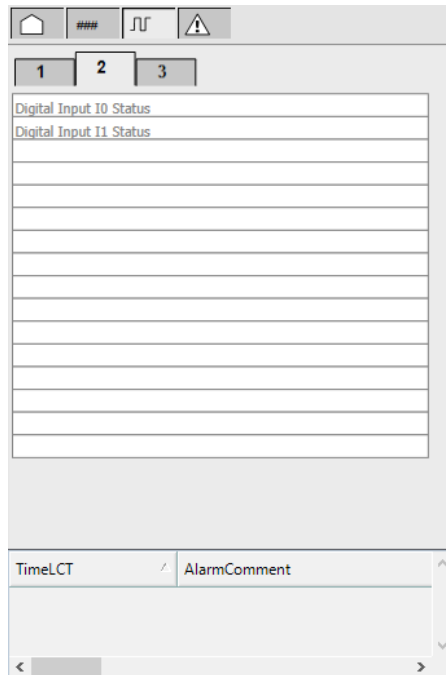 ###
1 2 3
Digital Input I0 Status
Digital Input I1 Status
TimeLCT AlarmComment